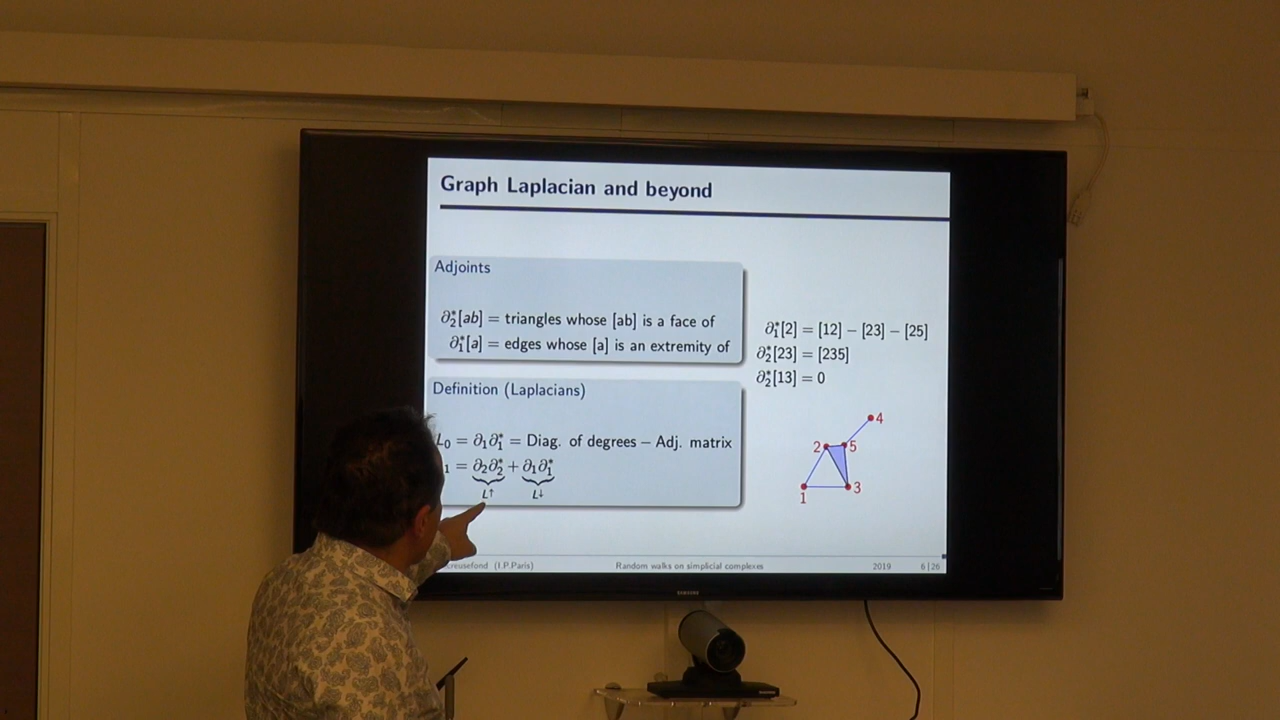 Graph Laplacian and beyond
Adjoints
∂₂*[ab] = triangles whose [ab] is a face of
∂₁*[a] = edges whose [a] is an extremity of
∂₁*[2] = [12] − [23] − [25]
∂₂*[23] = [235]
∂₂*[13] = 0
Definition (Laplacians)
L₀ = ∂₁∂₁* = Diag. of degrees − Adj. matrix
₁ = ∂₂∂₂* + ∂₁∂₁*
L↑ L↓
4
2 5
1 3
(I.P.Paris) Random walks on simplicial complexes 2019 6|26
SAMSUNG